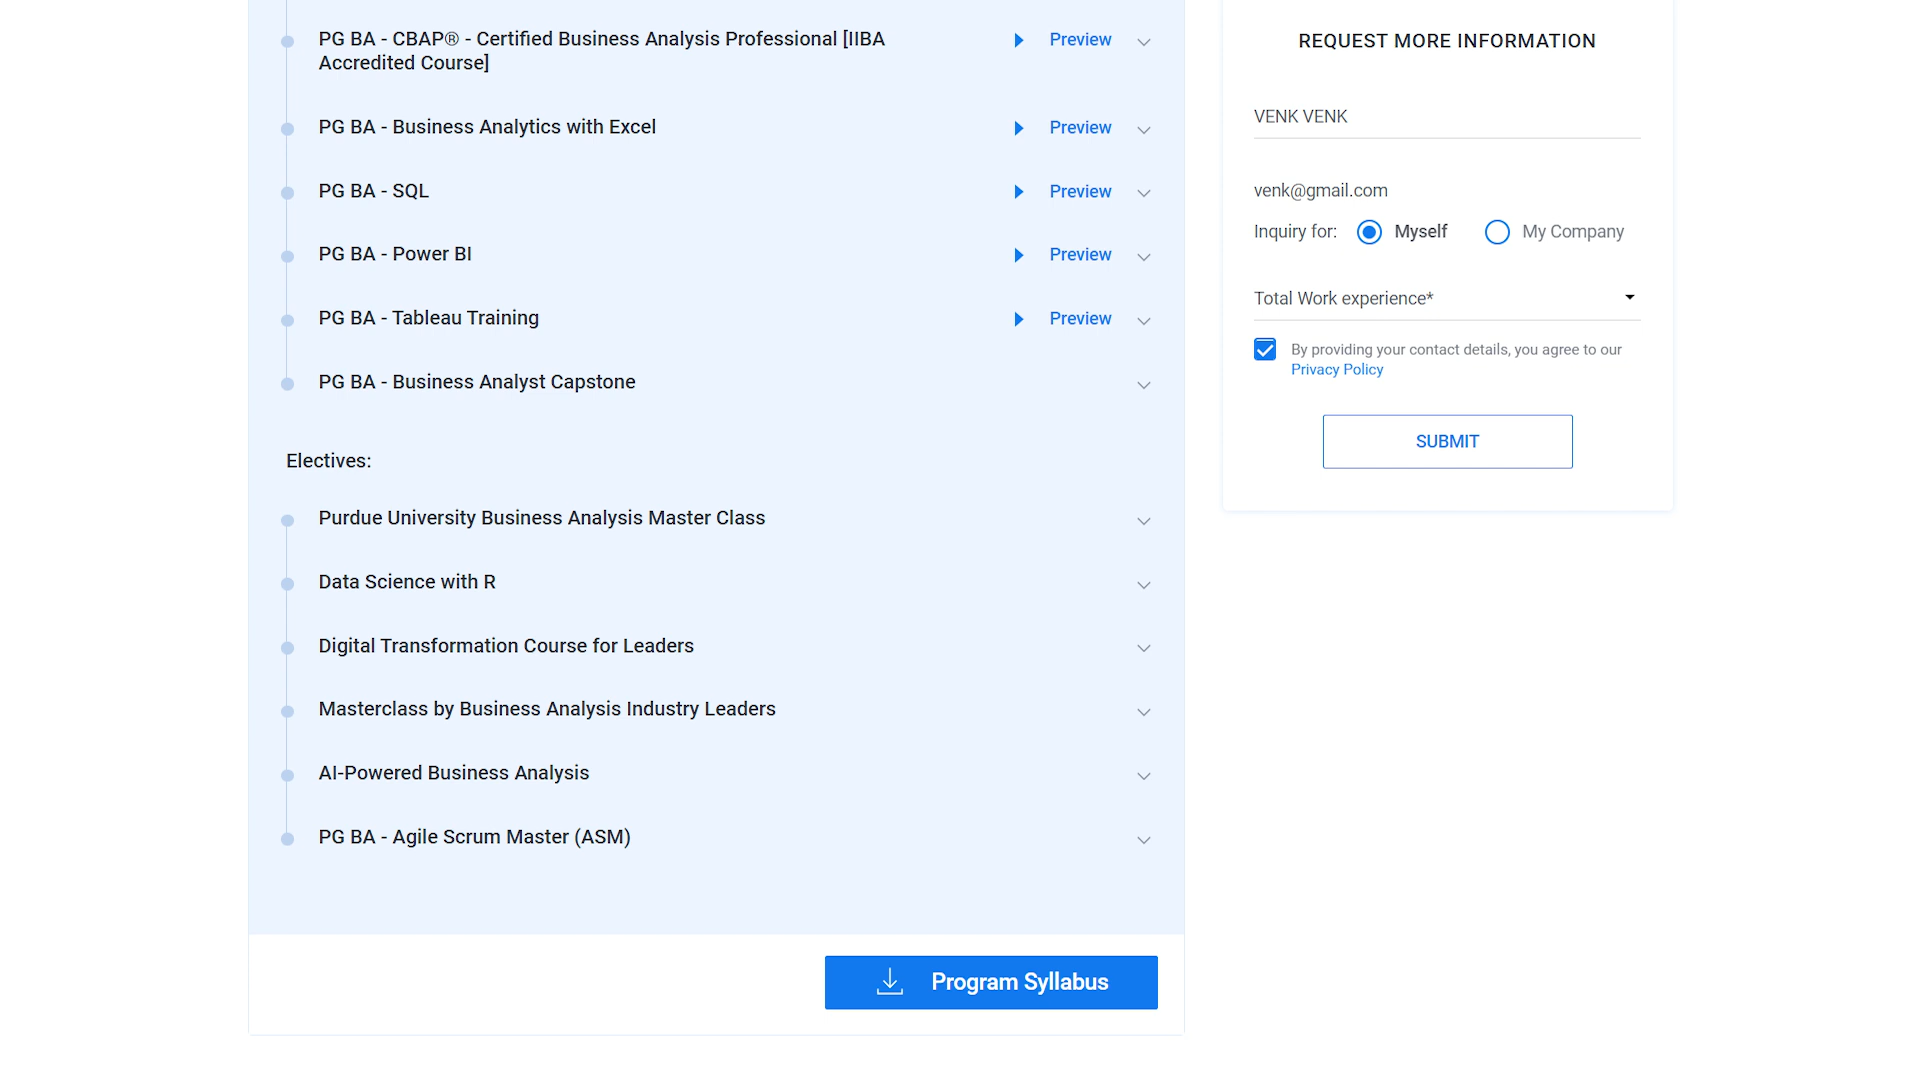 PG BA - CBAP® - Certified Business Analysis Professional [IIBA
Accredited Course]
Preview
PG BA - Business Analytics with Excel
Preview
PG BA - SQL
Preview
PG BA - Power BI
Preview
PG BA - Tableau Training
Preview
PG BA - Business Analyst Capstone
Electives:
Purdue University Business Analysis Master Class
Data Science with R
Digital Transformation Course for Leaders
Masterclass by Business Analysis Industry Leaders
AI-Powered Business Analysis
PG BA - Agile Scrum Master (ASM)
Program Syllabus
REQUEST MORE INFORMATION
VENK VENK
venk@gmail.com
Inquiry for: Myself My Company
Total Work experience*
By providing your contact details, you agree to our
Privacy Policy
SUBMIT